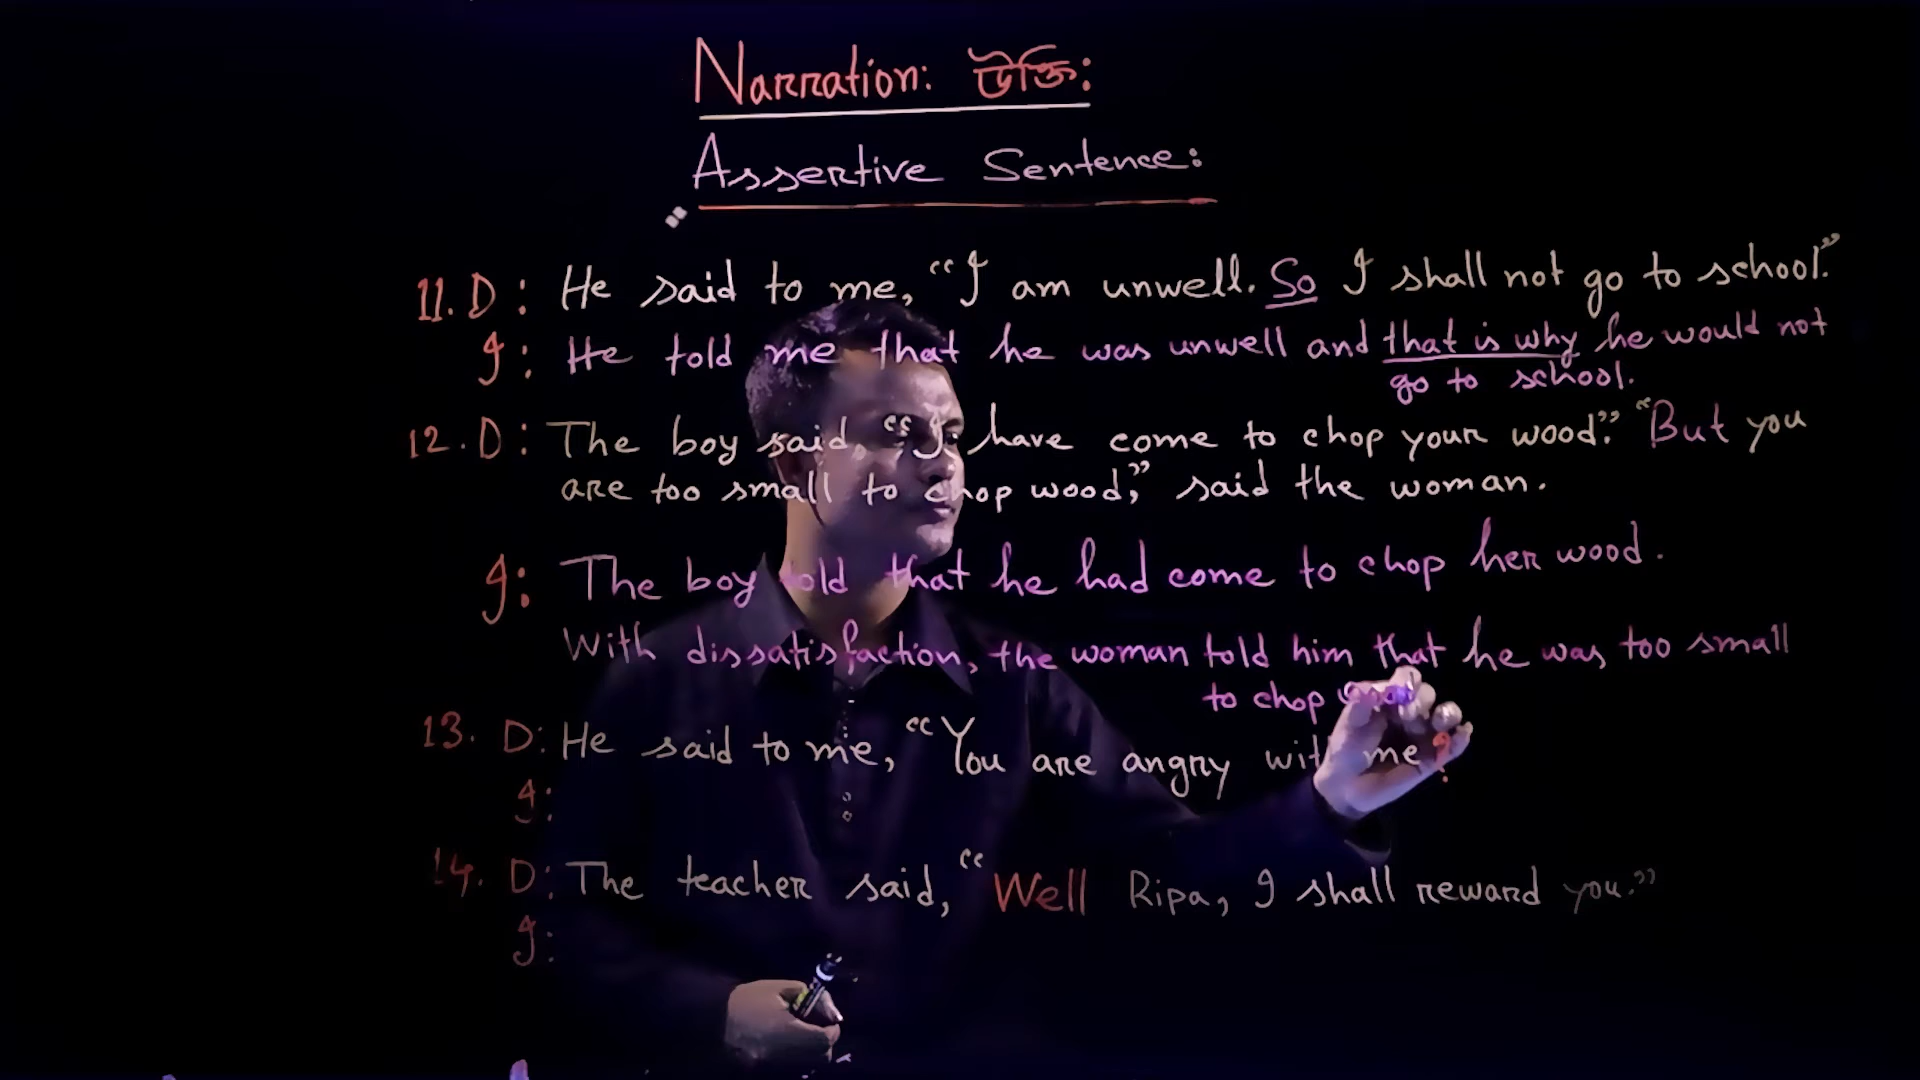 Narration: উক্তি:
Assertive Sentence:
11. D: He said to me, "I am unwell. So I shall not go to school."
I: He told me that he was unwell and that is why he would not
go to school.
12. D: The boy said, "I have come to chop your wood." "But you
are too small to chop wood," said the woman.
I: The boy told that he had come to chop her wood.
With dissatisfaction, the woman told him that he was too small
to chop
13. D: He said to me, "You are angry with me?
I:
14. D: The teacher said, "Well Ripa, I shall reward you."
I: